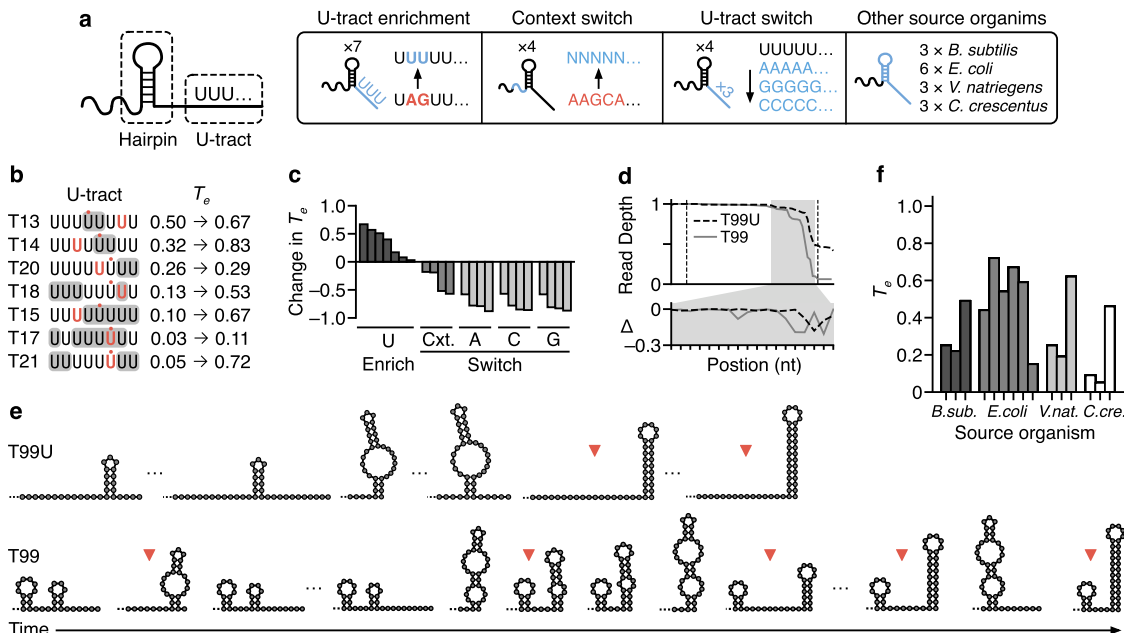 a
U-tract enrichment
Context switch
U-tract switch
Other source organims
UUU...
Hairpin
U-tract
×7
UUU
UUUUU...
UAGUU...
×4
NNNNN...
AAGCA...
×4
×3
UUUUU...
AAAAA...
GGGGG...
CCCCC...
3 × B. subtilis
6 × E. coli
3 × V. natriegens
3 × C. crescentus
b
U-tract Te
T13 UUUUUUUU 0.50 → 0.67
T14 UUUUUUUU 0.32 → 0.83
T20 UUUUUUUU 0.26 → 0.29
T18 UUUUUUUU 0.13 → 0.53
T15 UUUUUUUU 0.10 → 0.67
T17 UUUUUUUU 0.03 → 0.11
T21 UUUUUUUU 0.05 → 0.72
c
Change in Te
1.0
0.5
0
−0.5
−1.0
U Cxt. A C G
Enrich Switch
d
Read Depth
1
0
T99U
T99
Δ
0
−0.3
Postion (nt)
f
Te
1.0
0.8
0.6
0.4
0.2
0
B.sub. E.coli V.nat. C.cre.
Source organism
e
T99U
... ... ...
T99
... ...
Time